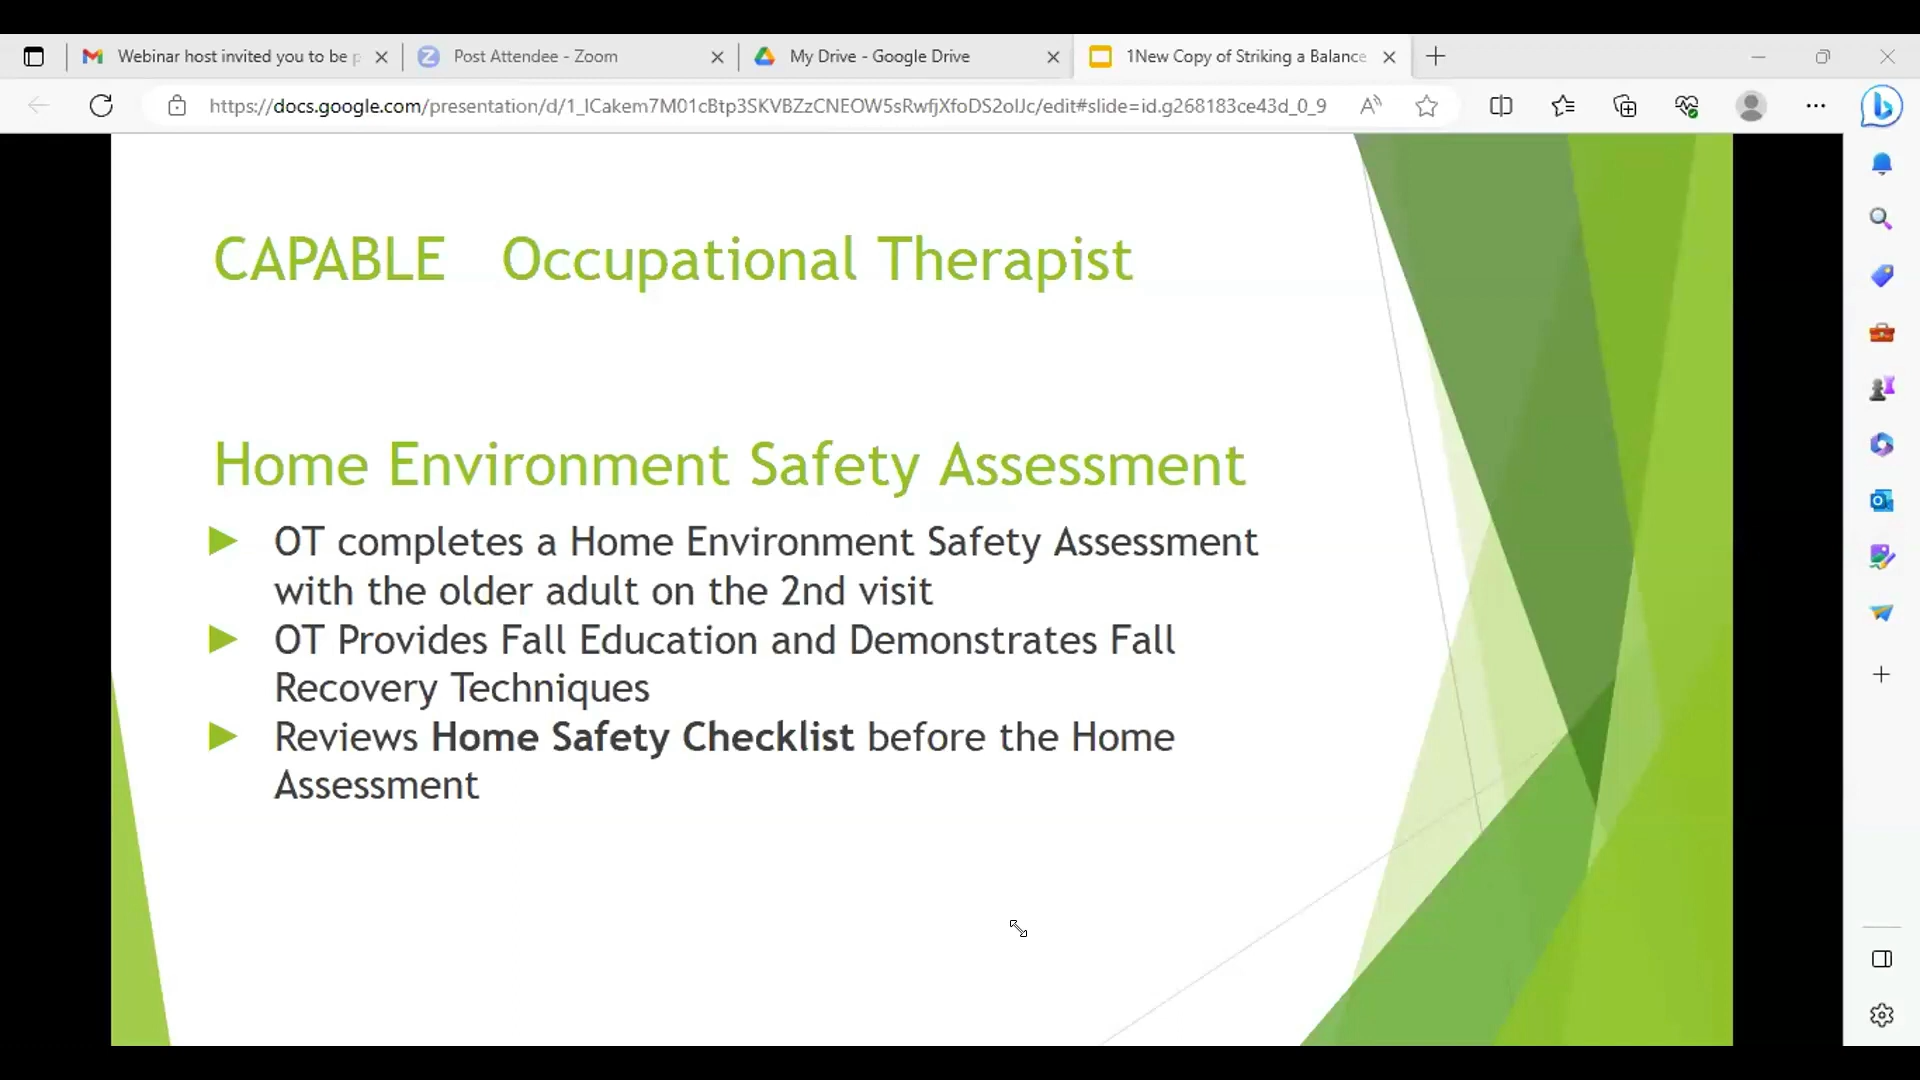 Webinar host invited you to be p
Post Attendee - Zoom
My Drive - Google Drive
1New Copy of Striking a Balance
https://docs.google.com/presentation/d/1_lCakem7M01cBtp3SKVBZzCNEOW5sRwfjXfoDS2olJc/edit#slide=id.g268183ce43d_0_9
CAPABLE Occupational Therapist
Home Environment Safety Assessment
OT completes a Home Environment Safety Assessment
with the older adult on the 2nd visit
OT Provides Fall Education and Demonstrates Fall
Recovery Techniques
Reviews Home Safety Checklist before the Home
Assessment